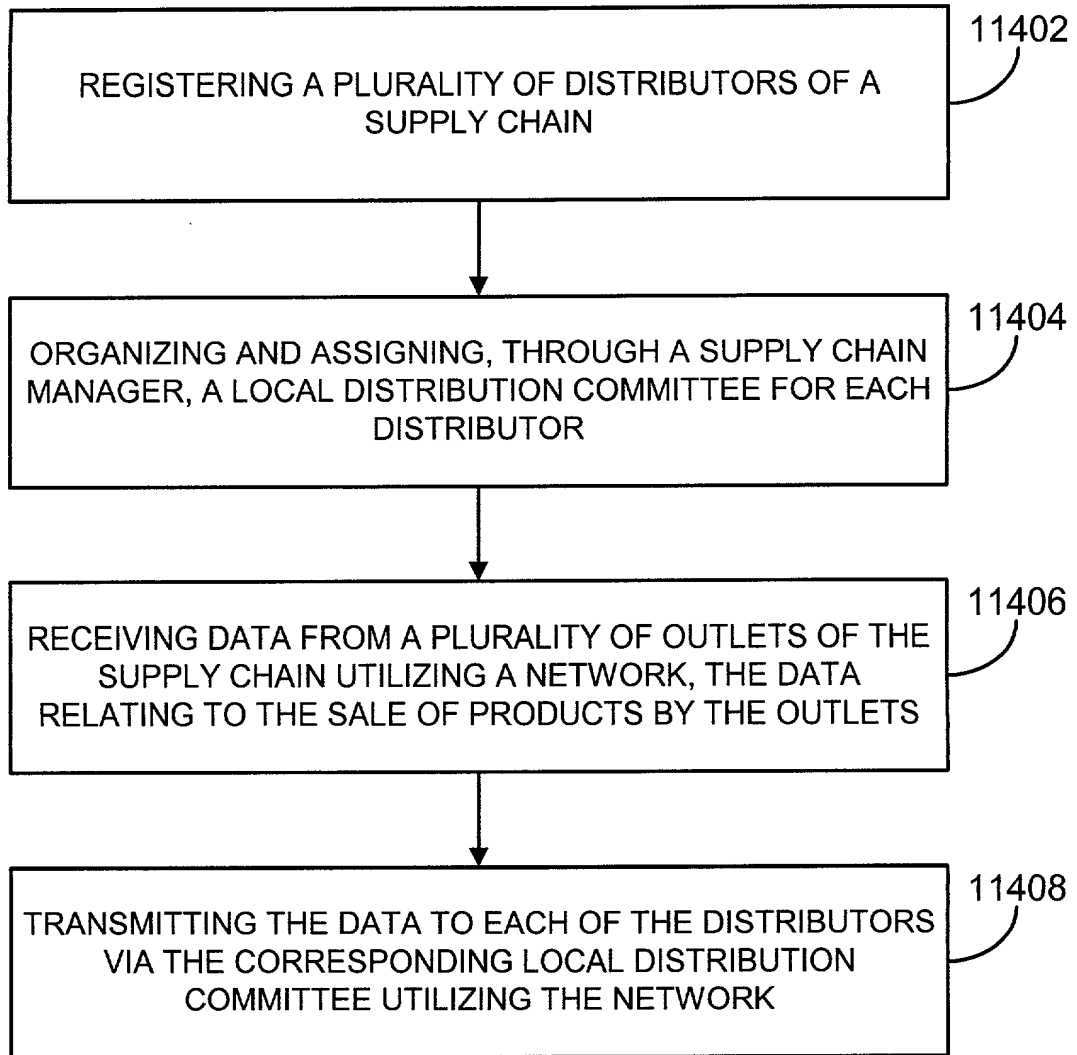 11402
REGISTERING A PLURALITY OF DISTRIBUTORS OF A
SUPPLY CHAIN
11404
ORGANIZING AND ASSIGNING, THROUGH A SUPPLY CHAIN
MANAGER, A LOCAL DISTRIBUTION COMMITTEE FOR EACH
DISTRIBUTOR
11406
RECEIVING DATA FROM A PLURALITY OF OUTLETS OF THE
SUPPLY CHAIN UTILIZING A NETWORK, THE DATA
RELATING TO THE SALE OF PRODUCTS BY THE OUTLETS
11408
TRANSMITTING THE DATA TO EACH OF THE DISTRIBUTORS
VIA THE CORRESPONDING LOCAL DISTRIBUTION
COMMITTEE UTILIZING THE NETWORK